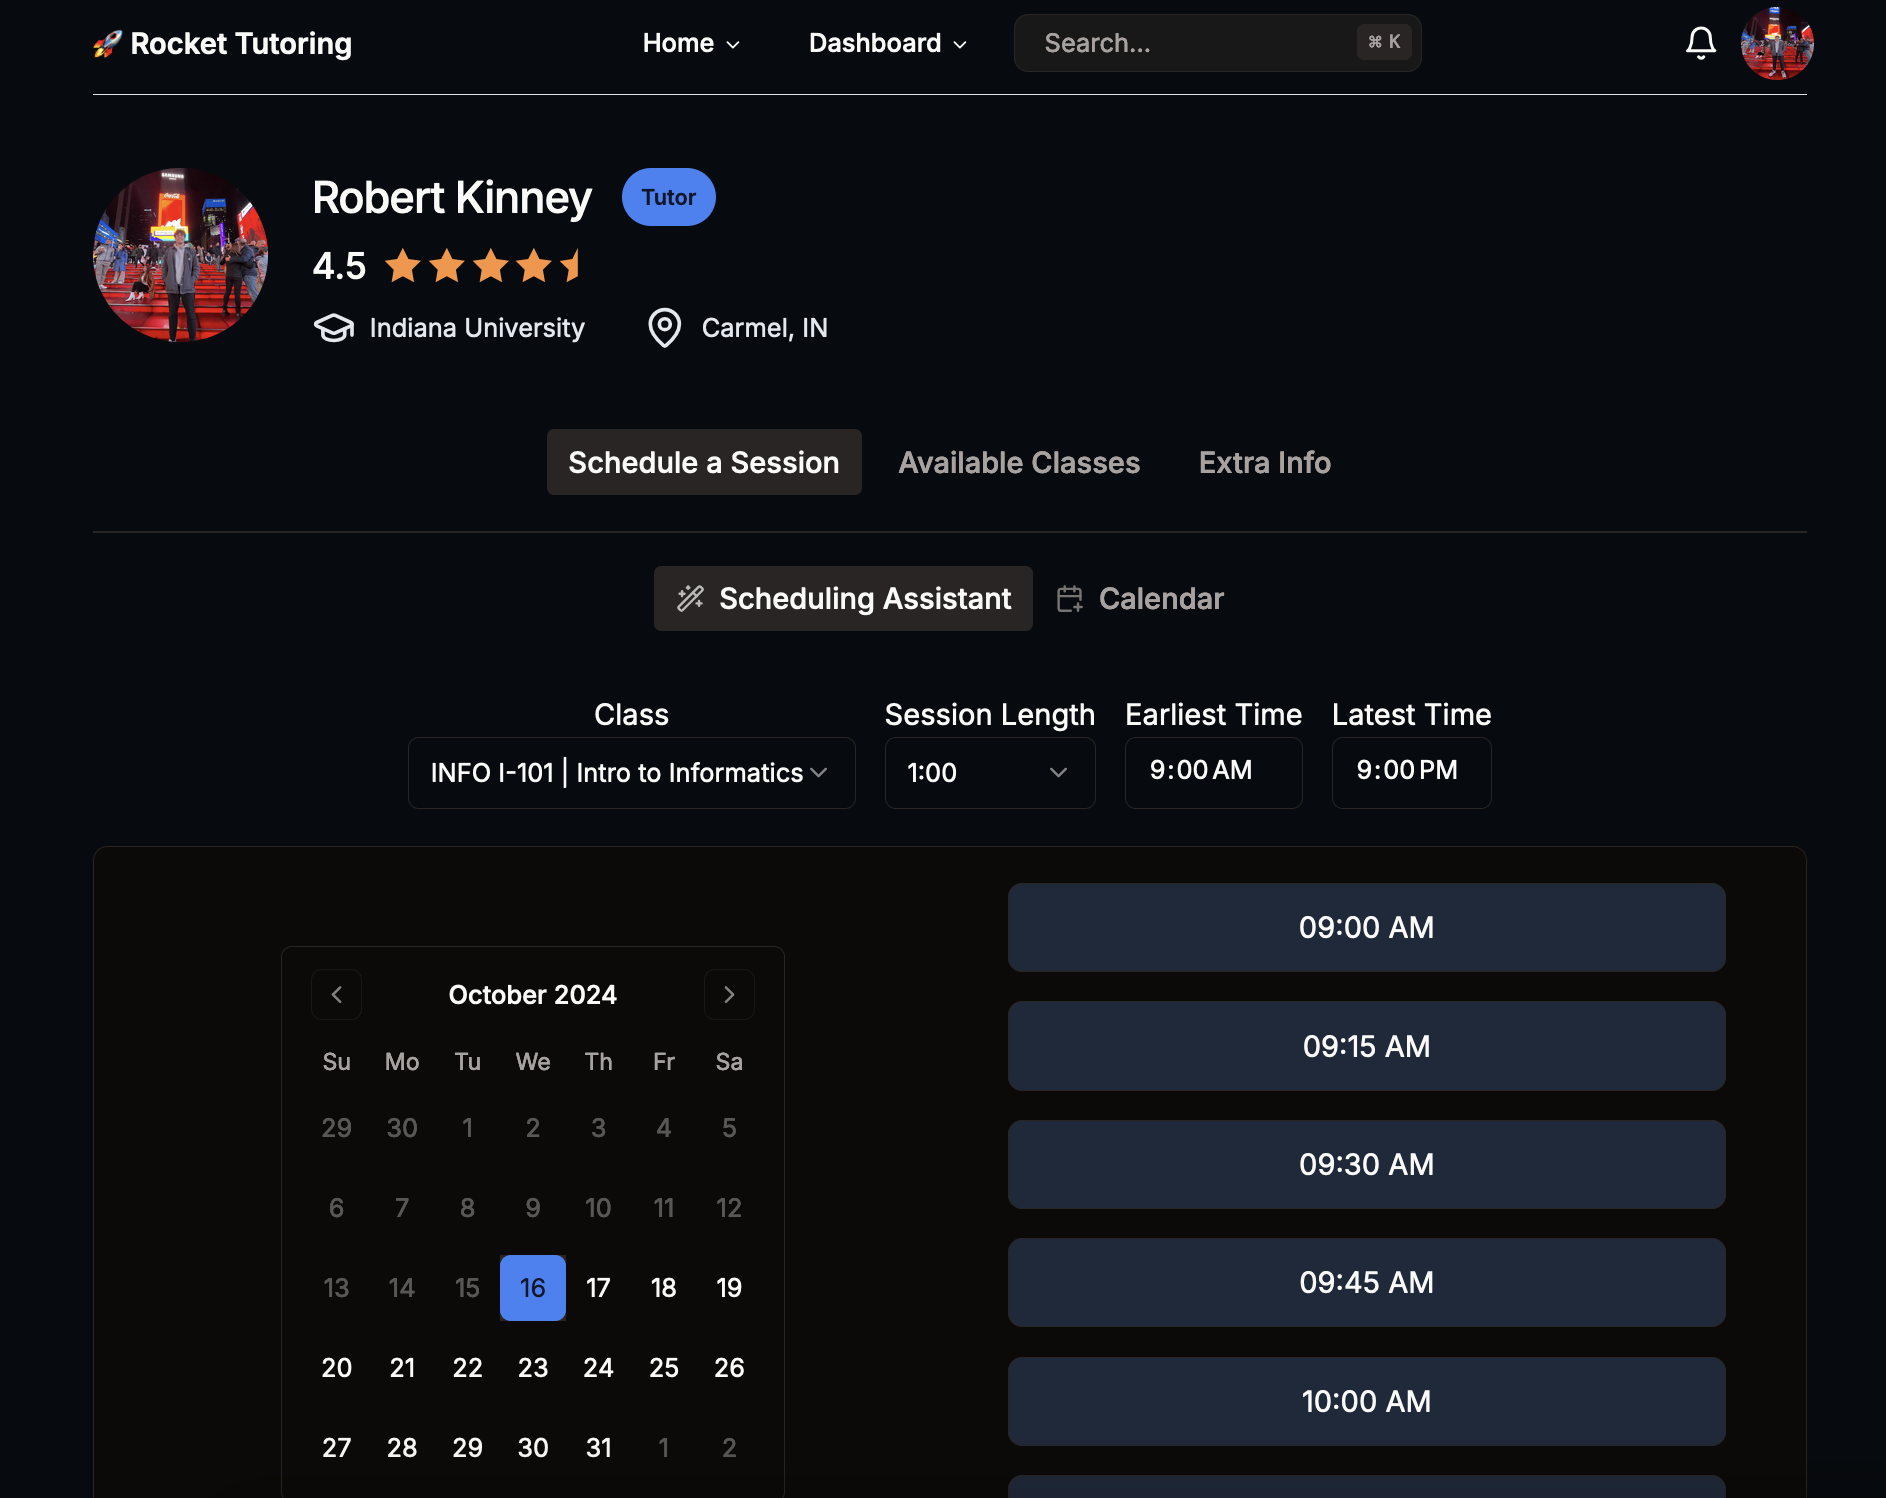 🚀 Rocket Tutoring
Home
Dashboard
Search...
⌘ K
Robert Kinney
Tutor
4.5
Indiana University
Carmel, IN
Schedule a Session
Available Classes
Extra Info
Scheduling Assistant
Calendar
Class
Session Length
Earliest Time
Latest Time
INFO I-101 | Intro to Informatics
1:00
9:00 AM
9:00 PM
October 2024
Su Mo Tu We Th Fr Sa
29 30 1 2 3 4 5
6 7 8 9 10 11 12
13 14 15 16 17 18 19
20 21 22 23 24 25 26
27 28 29 30 31 1 2
09:00 AM
09:15 AM
09:30 AM
09:45 AM
10:00 AM